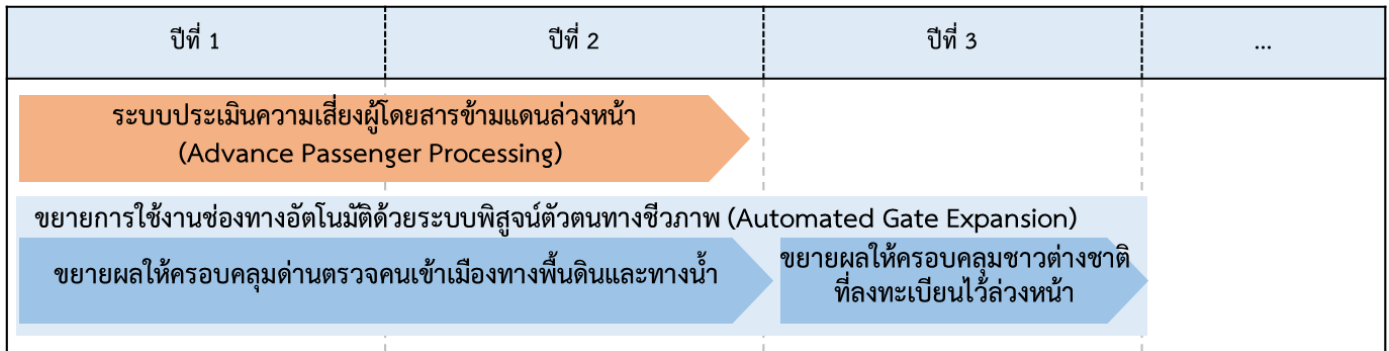 ปีที่ 1
ปีที่ 2
ปีที่ 3
...
ระบบประเมินความเสี่ยงผู้โดยสารข้ามแดนล่วงหน้า
(Advance Passenger Processing)
ขยายการใช้งานช่องทางอัตโนมัติด้วยระบบพิสูจน์ตัวตนทางชีวภาพ (Automated Gate Expansion)
ขยายผลให้ครอบคลุมด่านตรวจคนเข้าเมืองทางพื้นดินและทางน้ำ
ขยายผลให้ครอบคลุมชาวต่างชาติ
ที่ลงทะเบียนไว้ล่วงหน้า